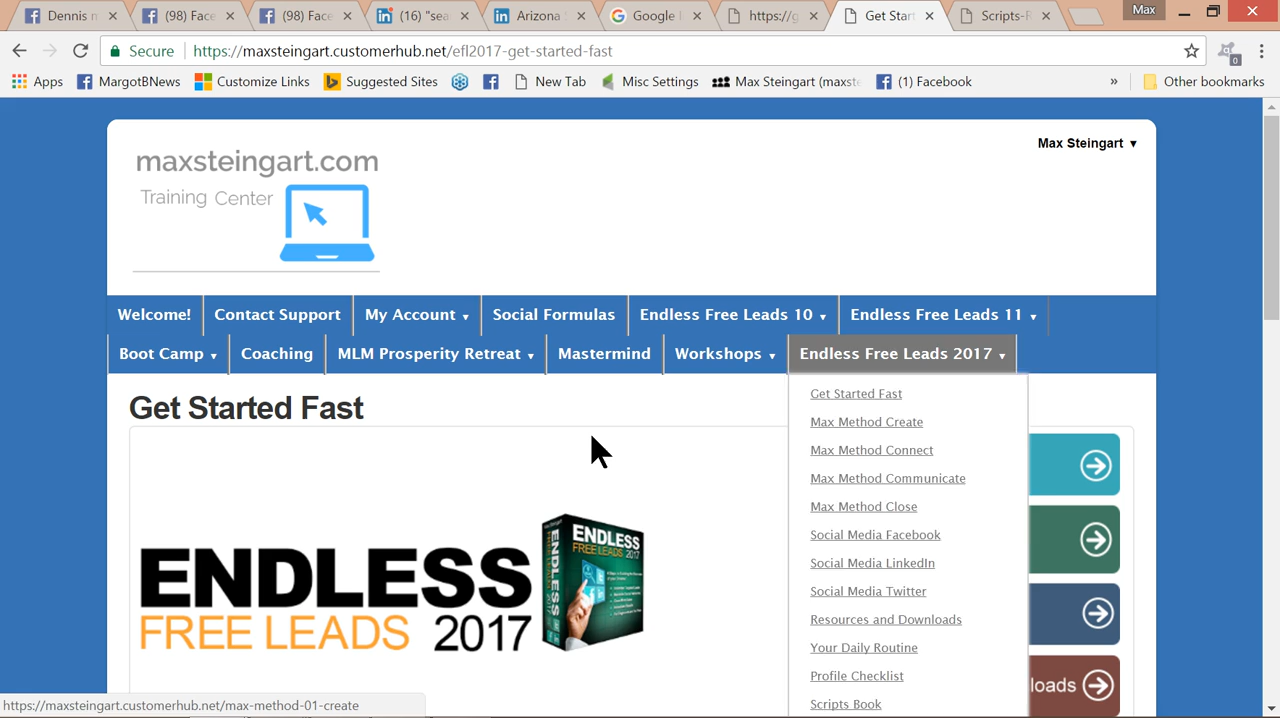 Dennis
(98) Face
(98) Face
(16) "sea
Arizona
Google
https://g
Get Start
Scripts-R
Max
Secure
https://maxsteingart.customerhub.net/efl2017-get-started-fast
Apps
MargotBNews
Customize Links
Suggested Sites
New Tab
Misc Settings
Max Steingart (maxste
(1) Facebook
»
Other bookmarks
0
maxsteingart.com
Training Center
Max Steingart ▼
Welcome!
Contact Support
My Account ▼
Social Formulas
Endless Free Leads 10 ▼
Endless Free Leads 11 ▼
Boot Camp ▼
Coaching
MLM Prosperity Retreat ▼
Mastermind
Workshops ▼
Endless Free Leads 2017 ▼
Get Started Fast
Get Started Fast
Max Method Create
Max Method Connect
Max Method Communicate
Max Method Close
Social Media Facebook
Social Media LinkedIn
Social Media Twitter
Resources and Downloads
Your Daily Routine
Profile Checklist
Scripts Book
ENDLESS
FREE LEADS 2017
ENDLESS
FREE LEADS 2017
loads
https://maxsteingart.customerhub.net/max-method-01-create